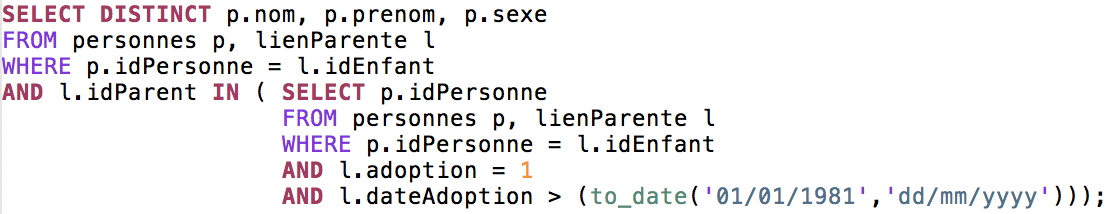 SELECT DISTINCT p.nom, p.prenom, p.sexe
FROM personnes p, lienParente l
WHERE p.idPersonne = l.idEnfant
AND l.idParent IN ( SELECT p.idPersonne
FROM personnes p, lienParente l
WHERE p.idPersonne = l.idEnfant
AND l.adoption = 1
AND l.dateAdoption > (to_date('01/01/1981','dd/mm/yyyy')));